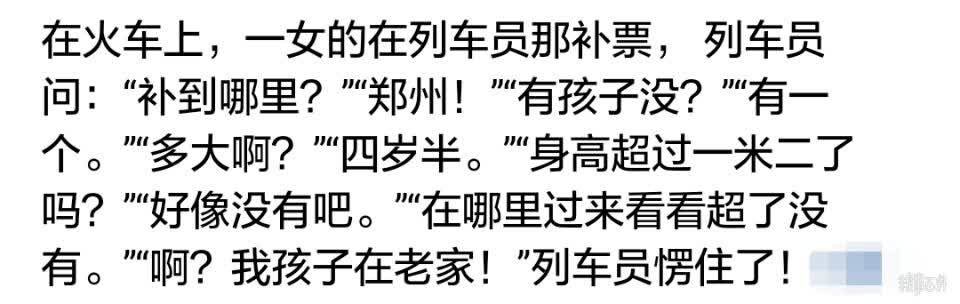 在火车上，一女的在列车员那补票， 列车员
问：“补到哪里？”“郑州！”“有孩子没？”“有一
个。”“多大啊？”“四岁半。”“身高超过一米二了
吗？”“好像没有吧。”“在哪里过来看看超了没
有。”“啊？我孩子在老家！”列车员愣住了！